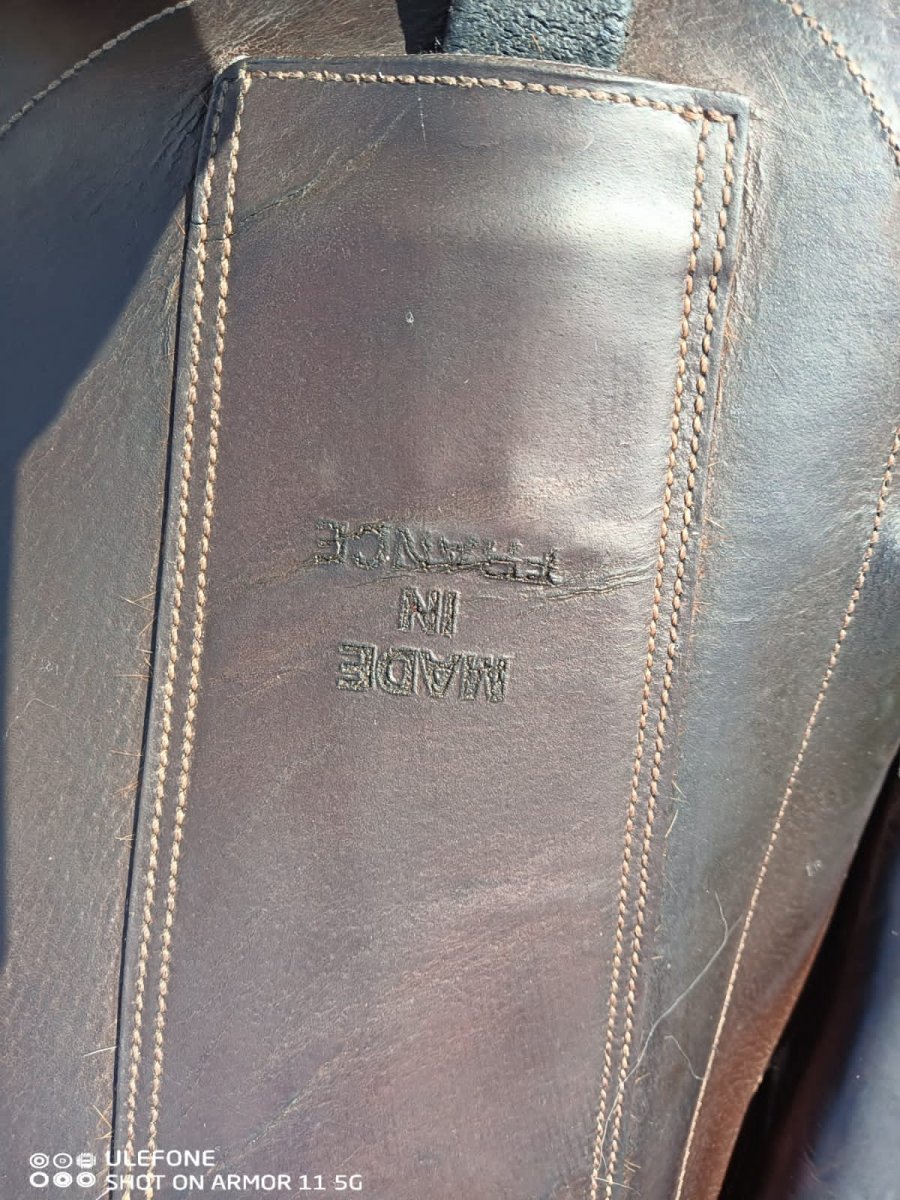 MADE
IN
FRANCE
ULEFONE
SHOT ON ARMOR 11 5G